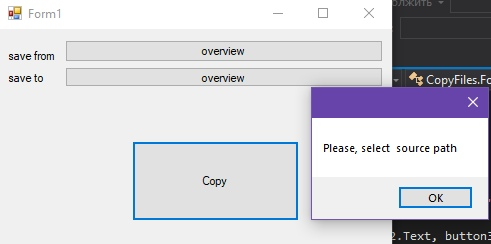 Form1
save from overview
save to overview
Copy
CopyFiles.Fo
Please, select  source path
OK
2.Text, button3